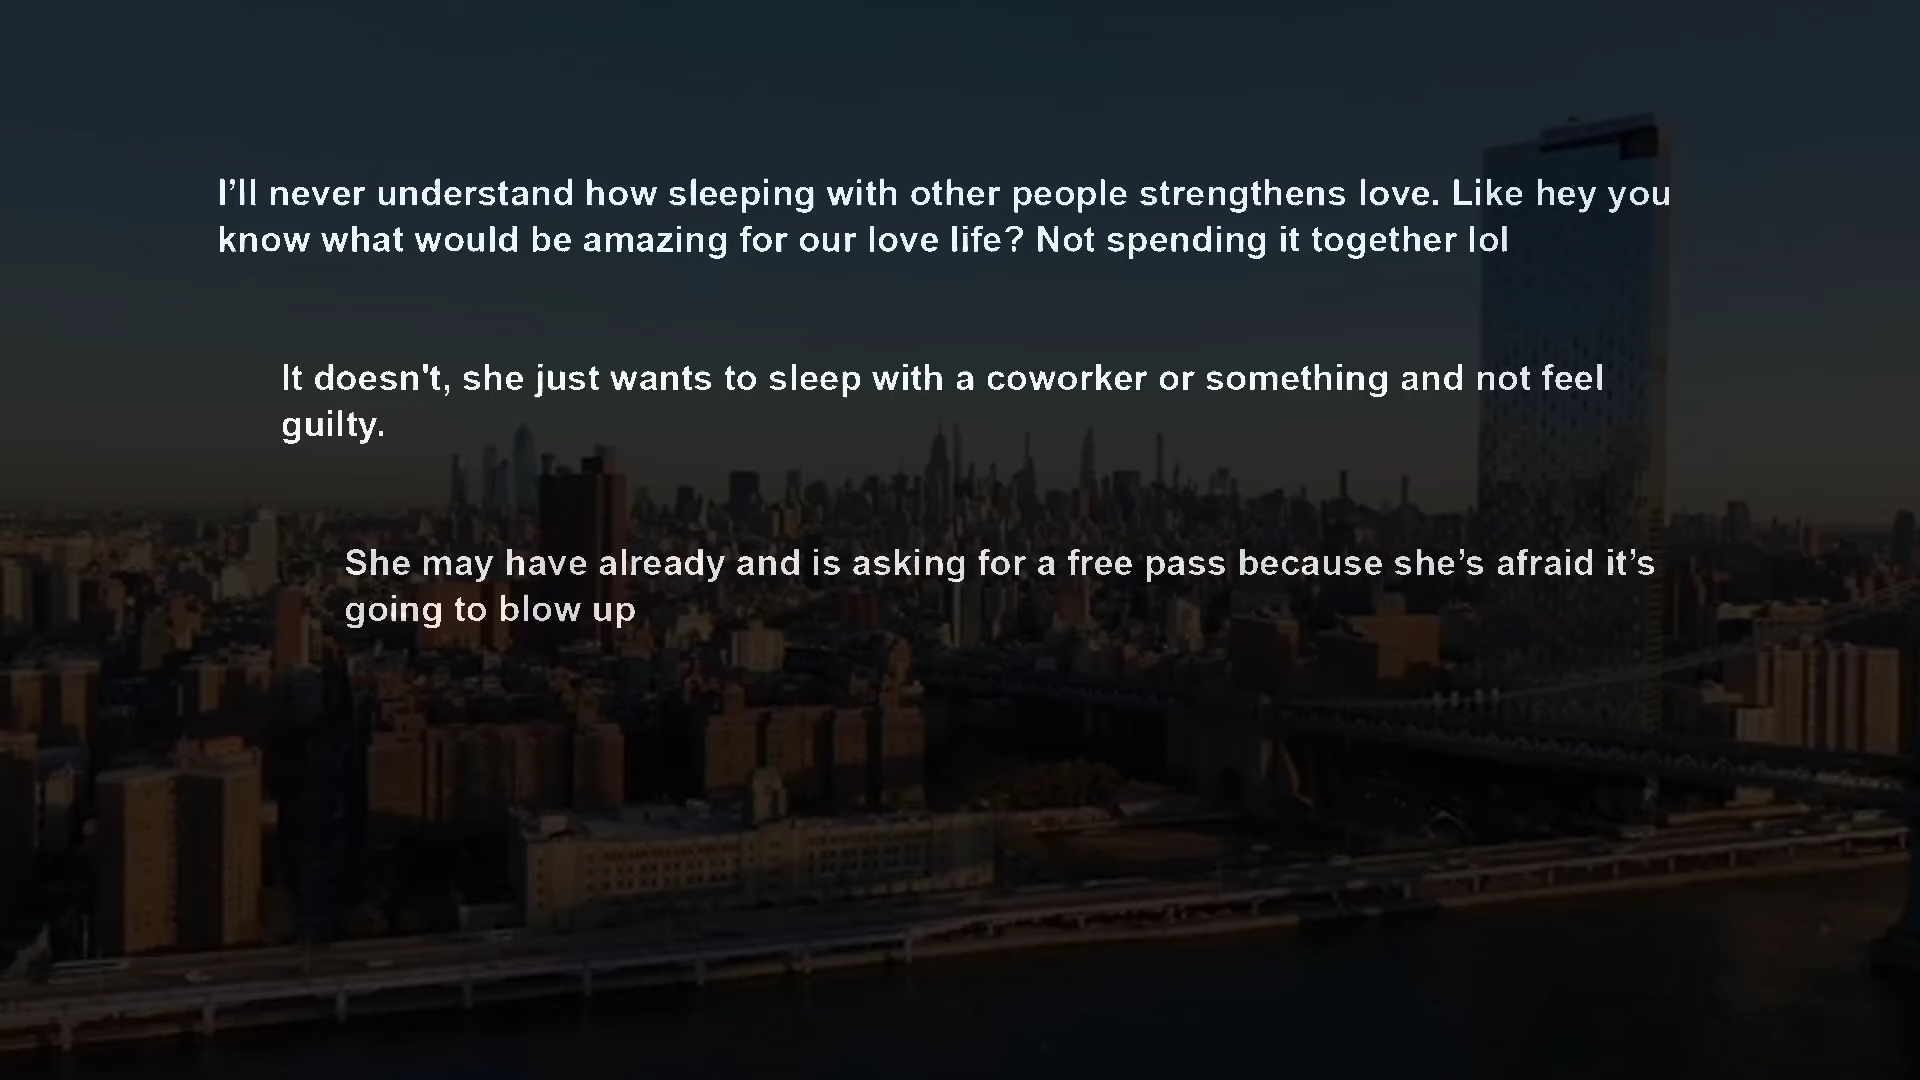 I’ll never understand how sleeping with other people strengthens love. Like hey you
know what would be amazing for our love life? Not spending it together lol
It doesn't, she just wants to sleep with a coworker or something and not feel
guilty.
She may have already and is asking for a free pass because she’s afraid it’s
going to blow up